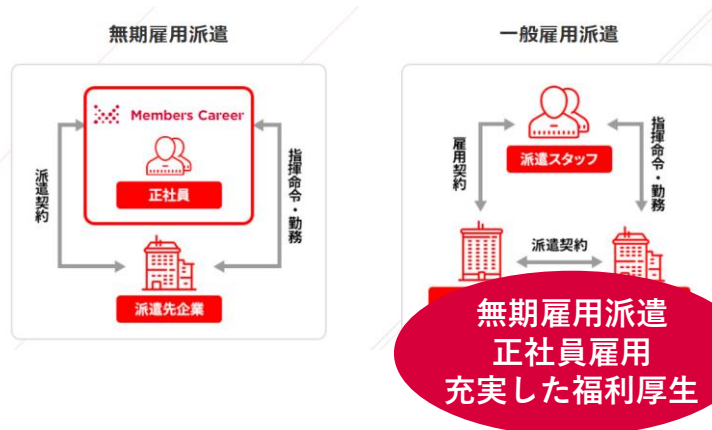 無期雇用派遣
Members Career
正社員
派遣契約
指揮命令・勤務
派遣先企業
一般雇用派遣
派遣スタッフ
雇用契約
指揮命令・勤務
派遣契約
無期雇用派遣
正社員雇用
充実した福利厚生